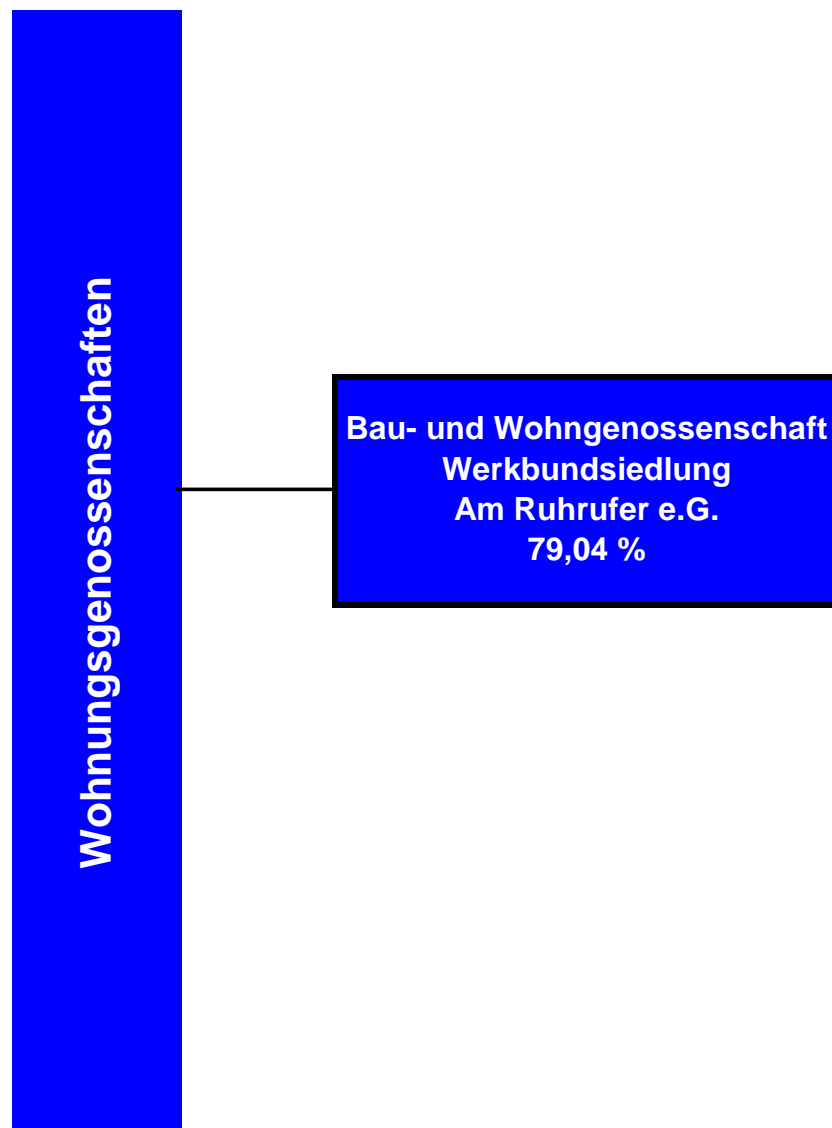 Wohnungsgenossenschaften
Bau- und Wohngenossenschaft
Werkbundsiedlung
Am Ruhrufer e.G.
79,04 %